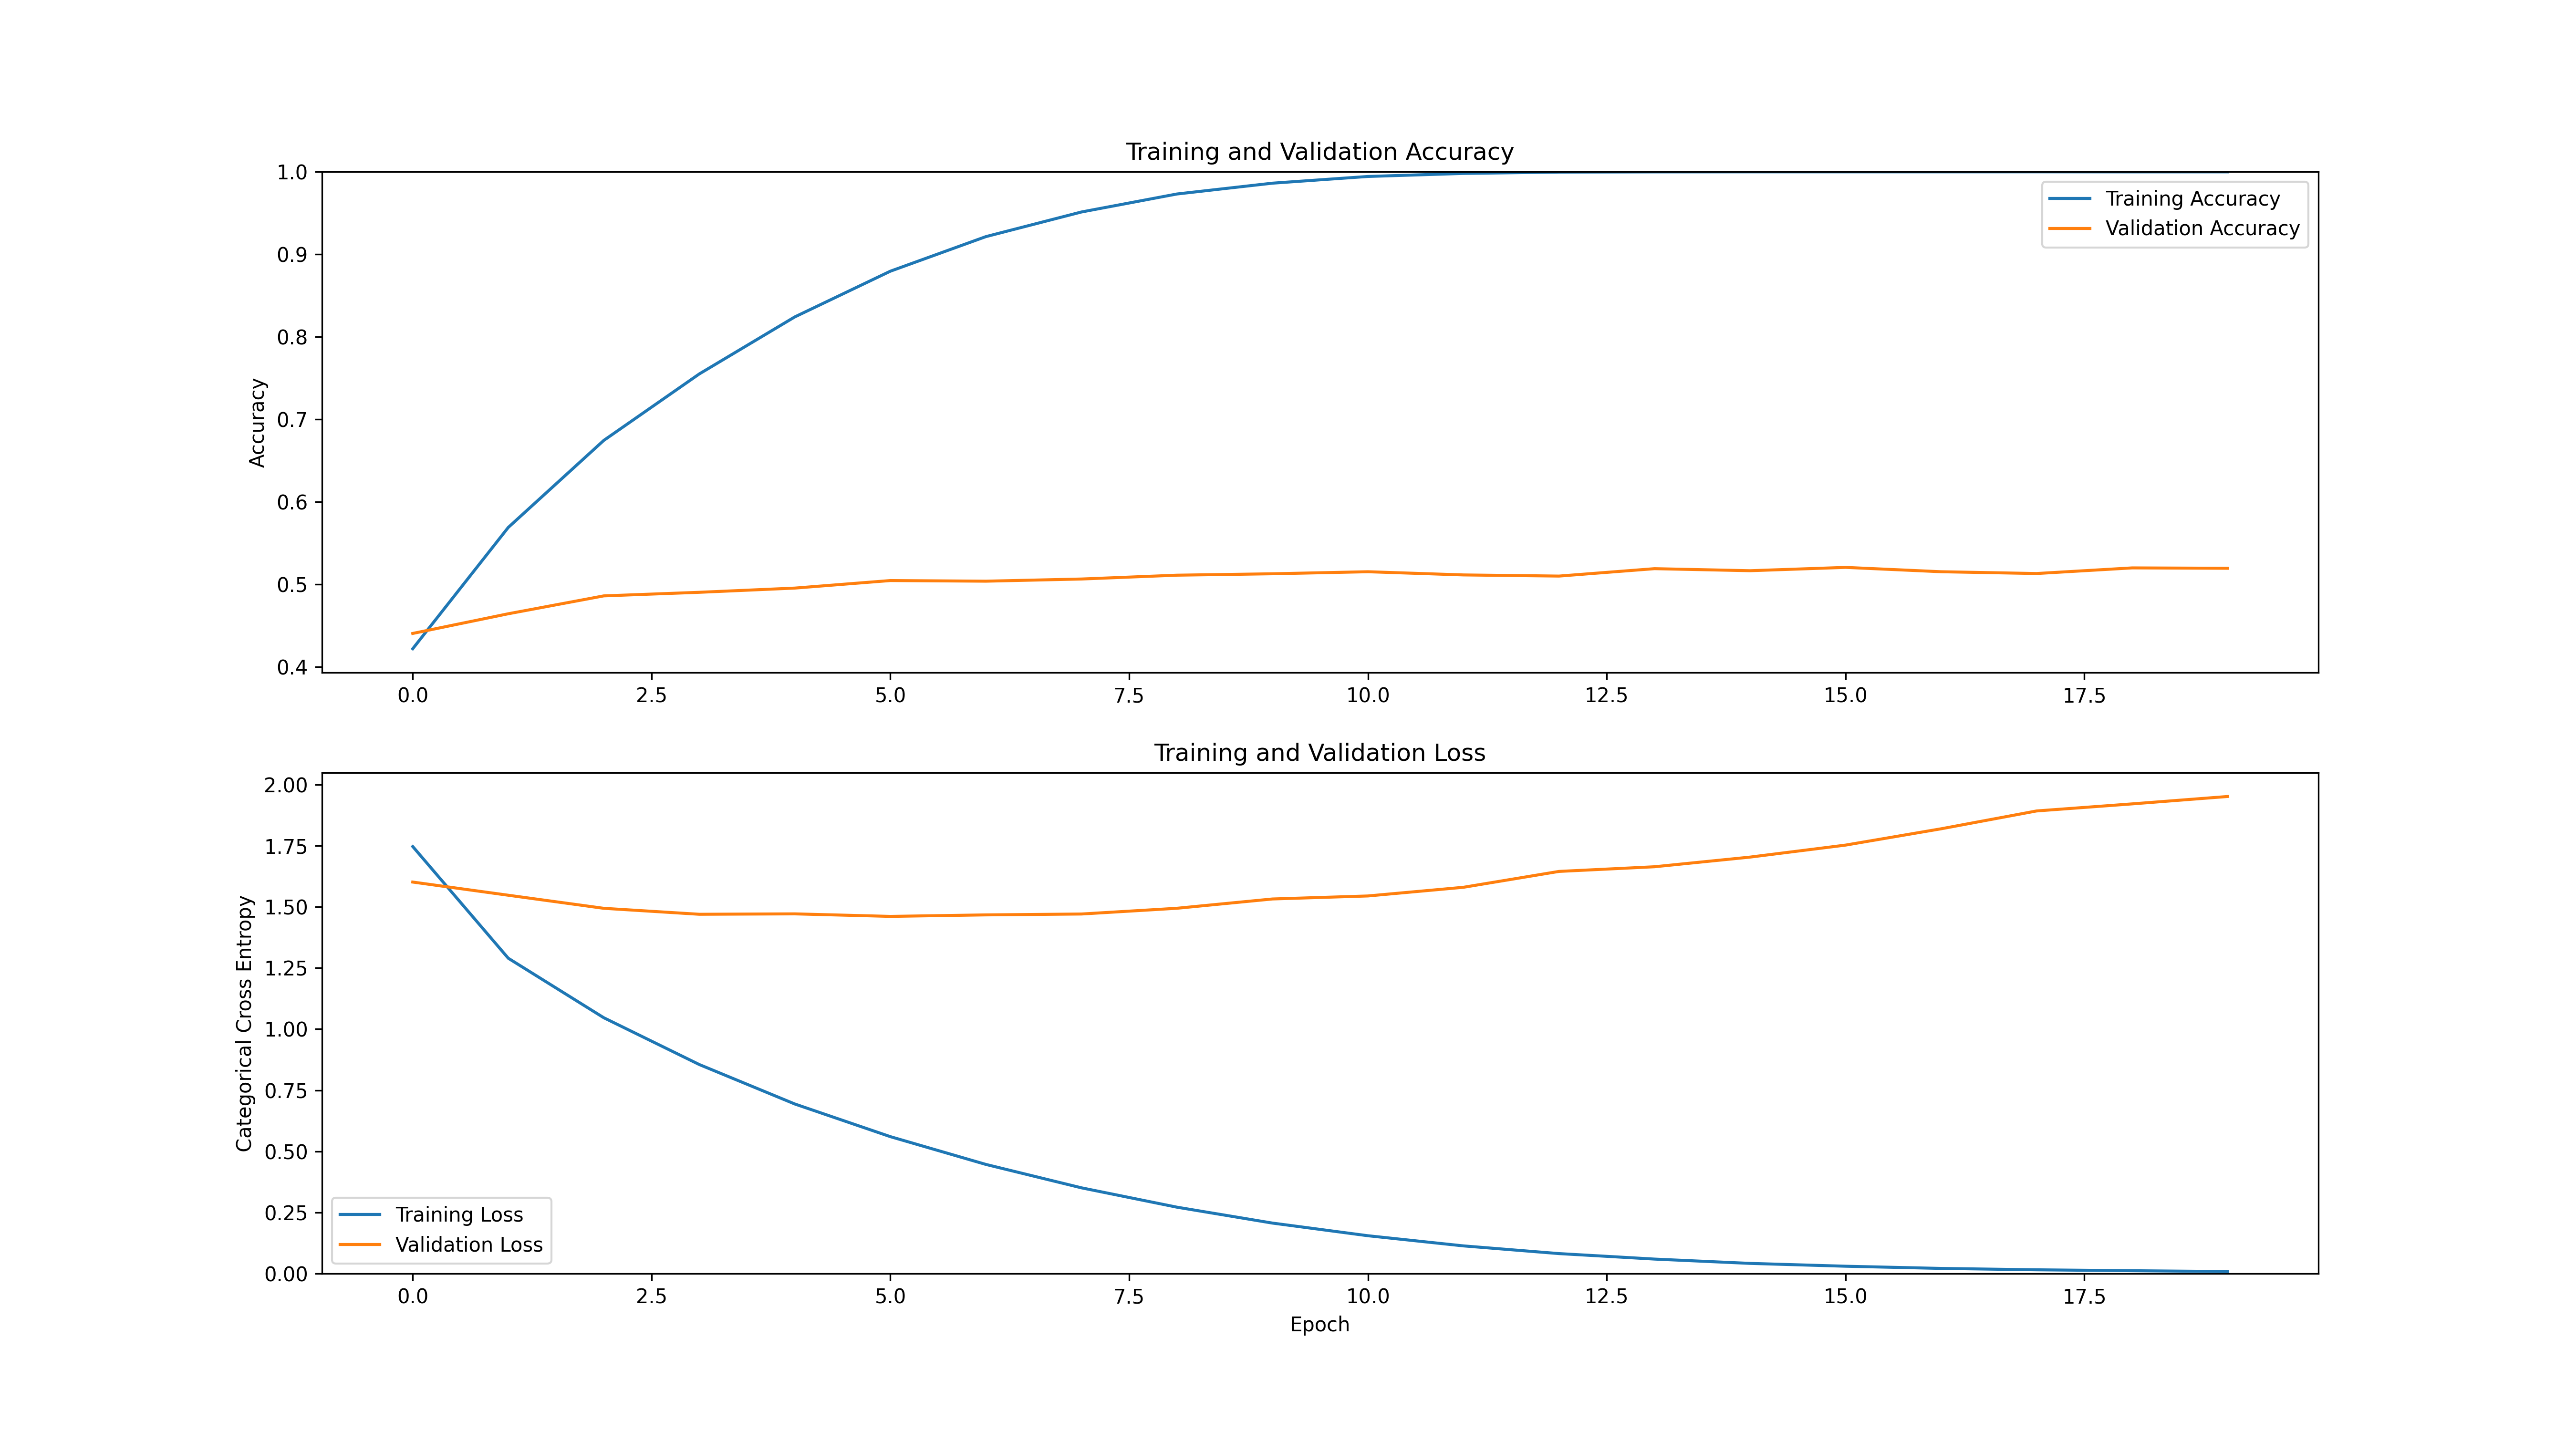 Training and Validation Accuracy
1.0
0.9
0.8
0.7
0.6
0.5
0.4
Accuracy
Training Accuracy
Validation Accuracy
0.0 2.5 5.0 7.5 10.0 12.5 15.0 17.5
Training and Validation Loss
2.00
1.75
1.50
1.25
1.00
0.75
0.50
0.25
0.00
Categorical Cross Entropy
Training Loss
Validation Loss
0.0 2.5 5.0 7.5 10.0 12.5 15.0 17.5
Epoch